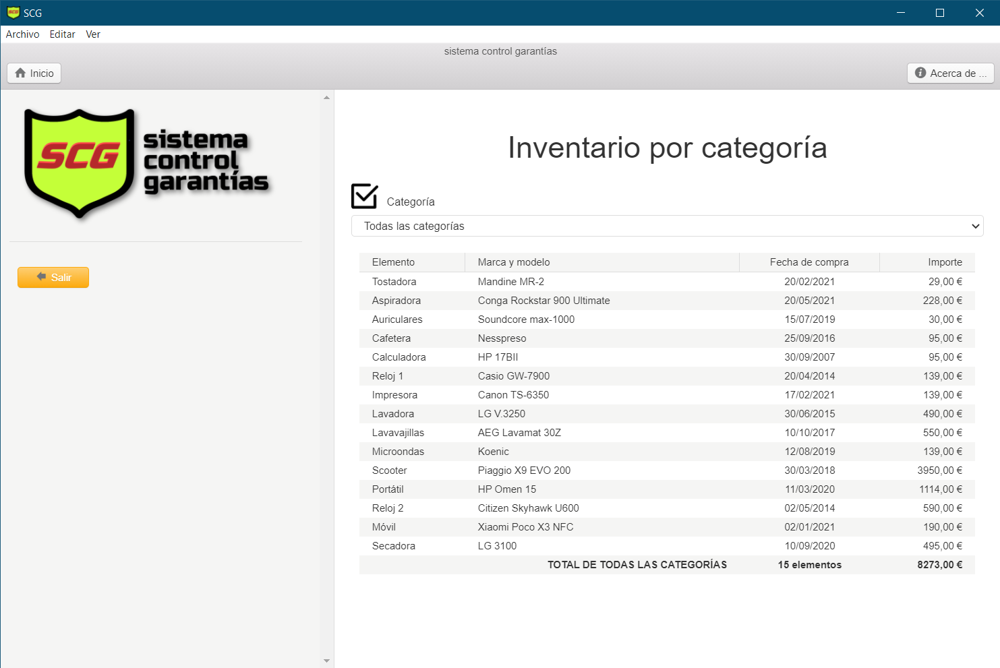 SCG
Archivo Editar Ver
sistema control garantías
Inicio
Acerca de ...
SCG
sistema
control
garantías
Salir
Inventario por categoría
Categoría
Todas las categorías
Elemento Marca y modelo Fecha de compra Importe
Tostadora Mandine MR-2 20/02/2021 29,00 €
Aspiradora Conga Rockstar 900 Ultimate 20/05/2021 228,00 €
Auriculares Soundcore max-1000 15/07/2019 30,00 €
Cafetera Nesspreso 25/09/2016 95,00 €
Calculadora HP 17BII 30/09/2007 95,00 €
Reloj 1 Casio GW-7900 20/04/2014 139,00 €
Impresora Canon TS-6350 17/02/2021 139,00 €
Lavadora LG V.3250 30/06/2015 490,00 €
Lavavajillas AEG Lavamat 30Z 10/10/2017 550,00 €
Microondas Koenic 12/08/2019 139,00 €
Scooter Piaggio X9 EVO 200 30/03/2018 3950,00 €
Portátil HP Omen 15 11/03/2020 1114,00 €
Reloj 2 Citizen Skyhawk U600 02/05/2014 590,00 €
Móvil Xiaomi Poco X3 NFC 02/01/2021 190,00 €
Secadora LG 3100 10/09/2020 495,00 €
TOTAL DE TODAS LAS CATEGORÍAS 15 elementos 8273,00 €